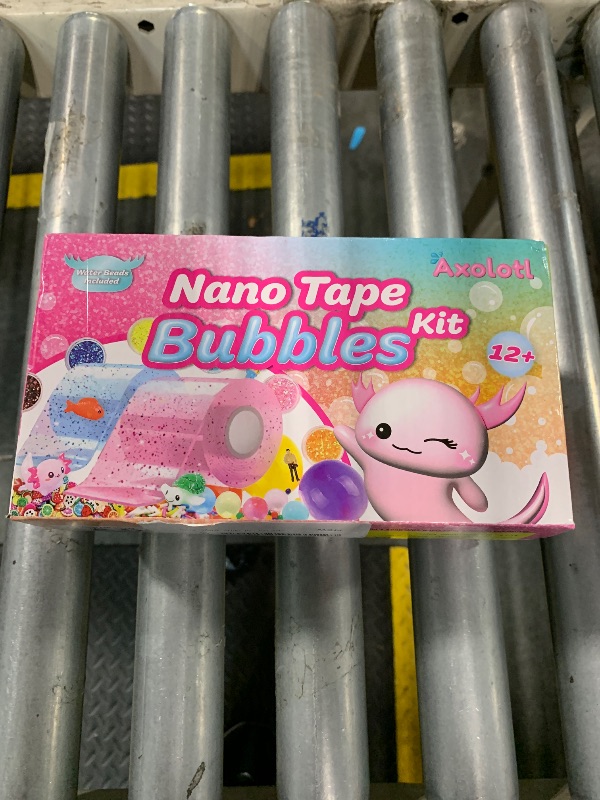 Water Beads
Included
Axolotl
Nano Tape
Bubbles Kit
12+